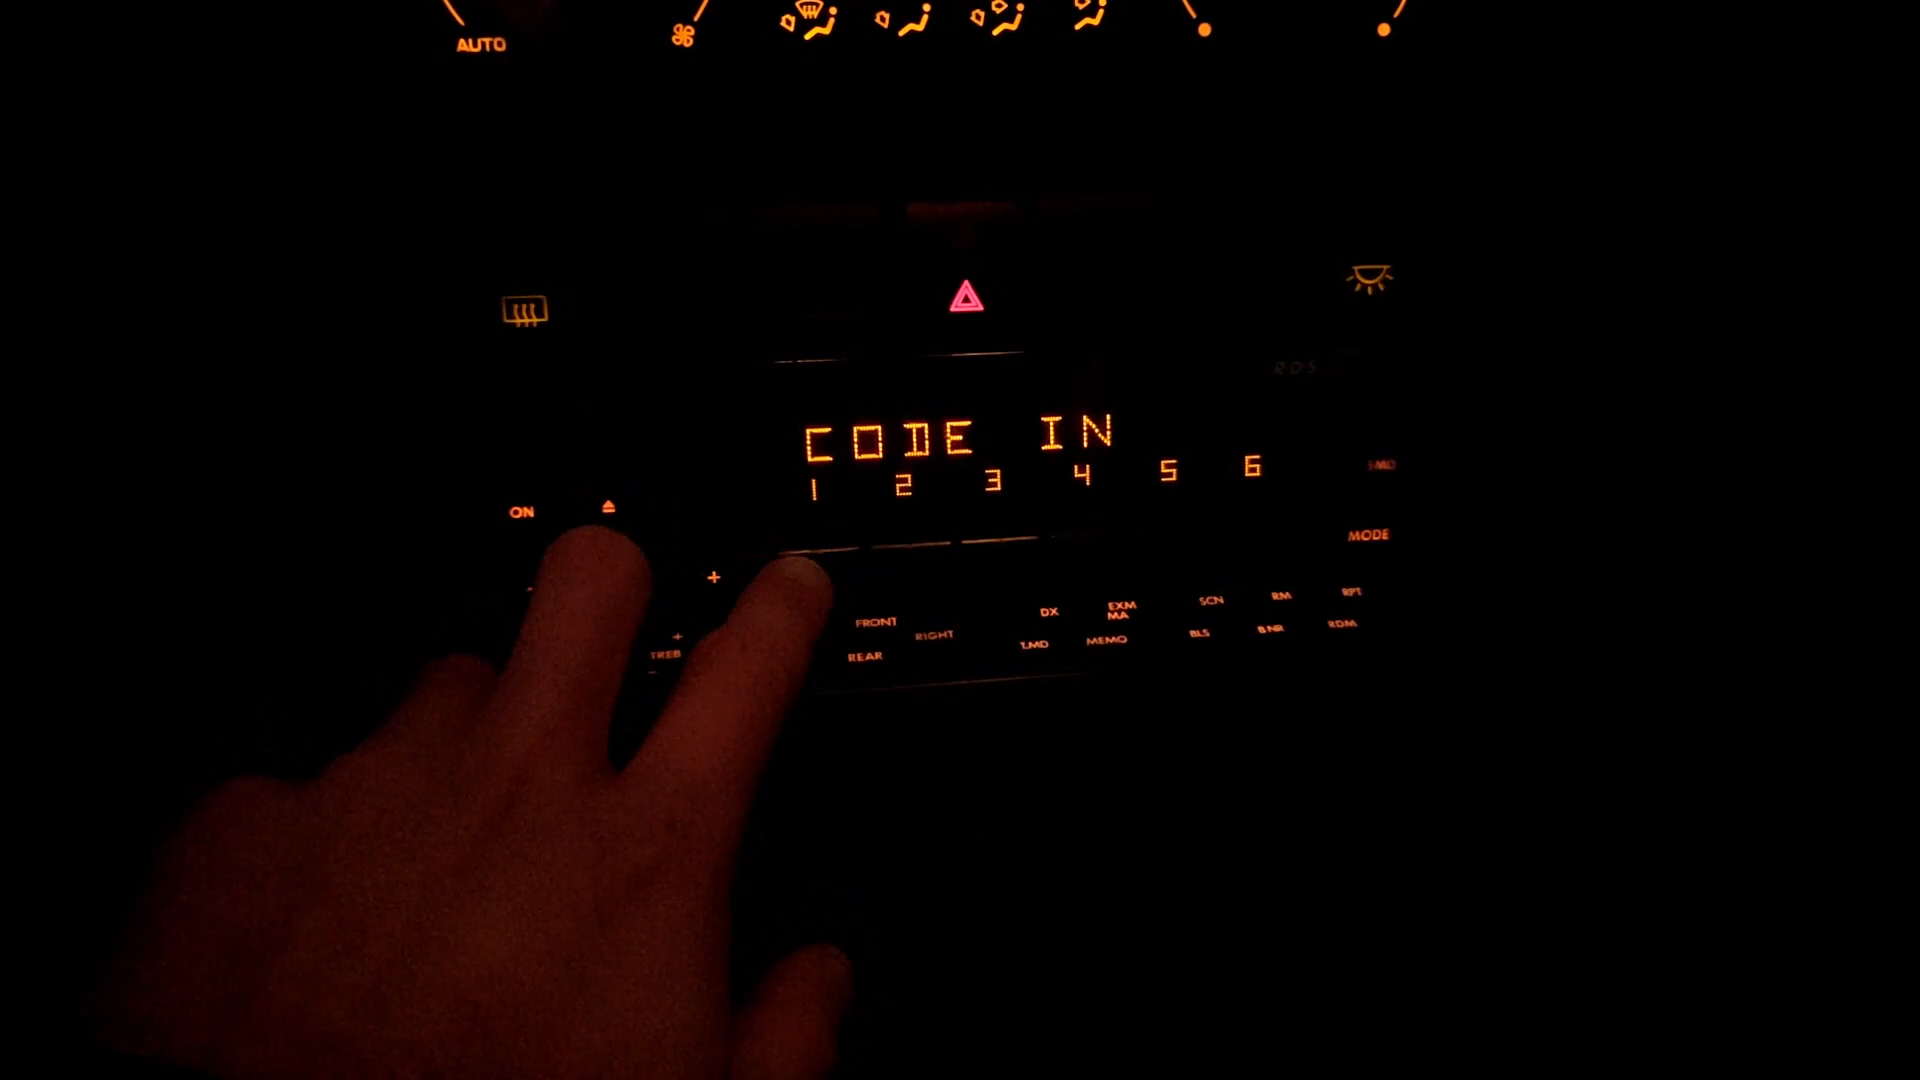 AUTO
R·D·S
CODE IN
1 2 3 4 5 6
ON
MODE
+
FRONT DX EXM SCN RM RPT
MA
+ RIGHT T.MD MEMO BLS BNR RDM
TREB REAR
-